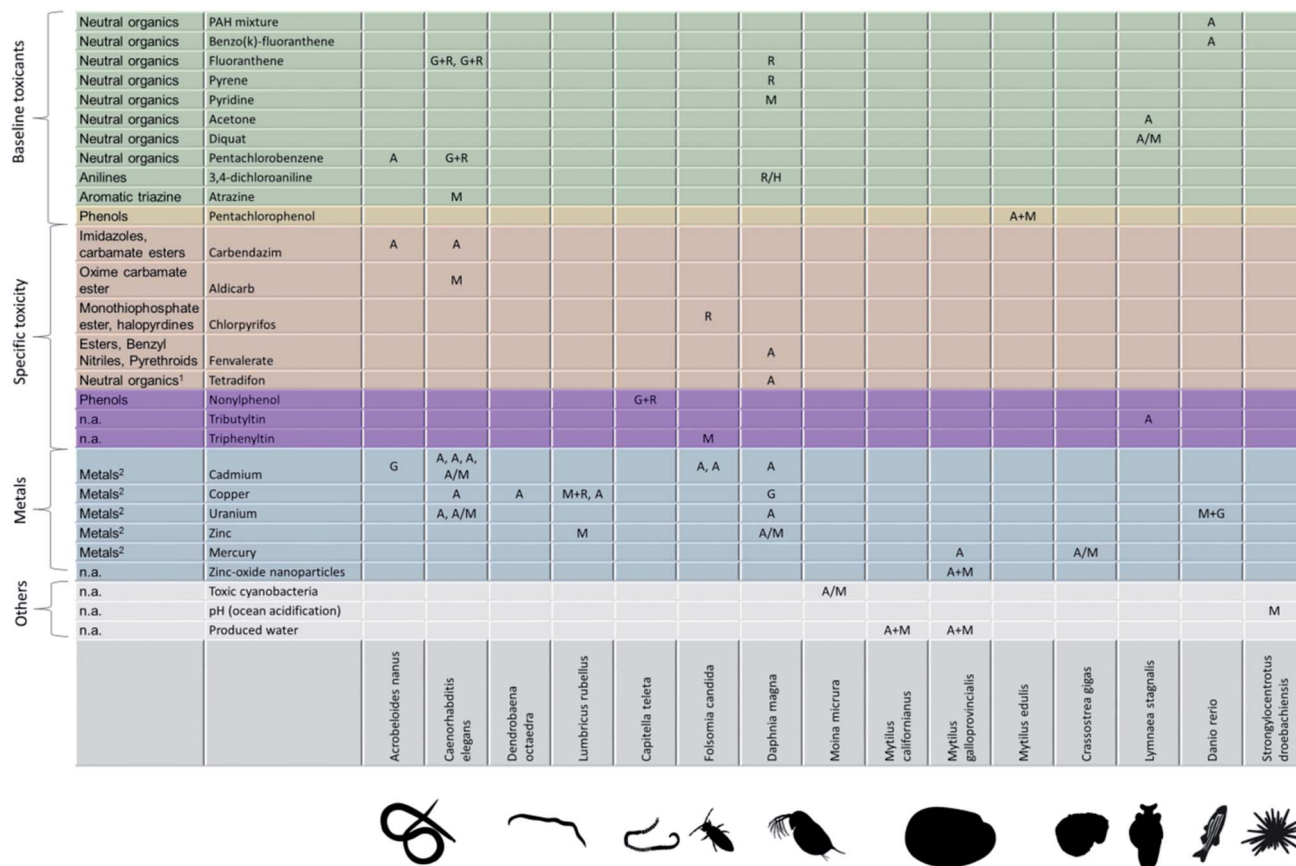 Baseline toxicants
Neutral organics PAH mixture A
Neutral organics Benzo(k)-fluoranthene A
Neutral organics Fluoranthene G+R, G+R R
Neutral organics Pyrene R
Neutral organics Pyridine M
Neutral organics Acetone A
Neutral organics Diquat A/M
Neutral organics Pentachlorobenzene A G+R
Anilines 3,4-dichloroaniline R/H
Aromatic triazine Atrazine M
Phenols Pentachlorophenol A+M
Specific toxicity
Imidazoles,
carbamate esters Carbendazim A A
Oxime carbamate
ester Aldicarb M
Monothiophosphate
ester, halopyrdines Chlorpyrifos R
Esters, Benzyl
Nitriles, Pyrethroids Fenvalerate A
Neutral organics¹ Tetradifon A
Phenols Nonylphenol G+R
n.a. Tributyltin A
n.a. Triphenyltin M
Metals
Metals² Cadmium G A, A, A, A, A A
A/M
Metals² Copper A A M+R, A G
Metals² Uranium A, A/M A M+G
Metals² Zinc M A/M
Metals² Mercury A A/M
n.a. Zinc-oxide nanoparticles A+M
Others
n.a. Toxic cyanobacteria A/M
n.a. pH (ocean acidification) M
n.a. Produced water A+M A+M
Acrobeloides nanus
Caenorhabditis
elegans
Dendrobaena
octaedra
Lumbricus rubellus
Capitella teleta
Folsomia candida
Daphnia magna
Moina micrura
Mytilus
californianus
Mytilus
galloprovincialis
Mytilus edulis
Crassostrea gigas
Lymnaea stagnalis
Danio rerio
Strongylocentrotus
droebachiensis